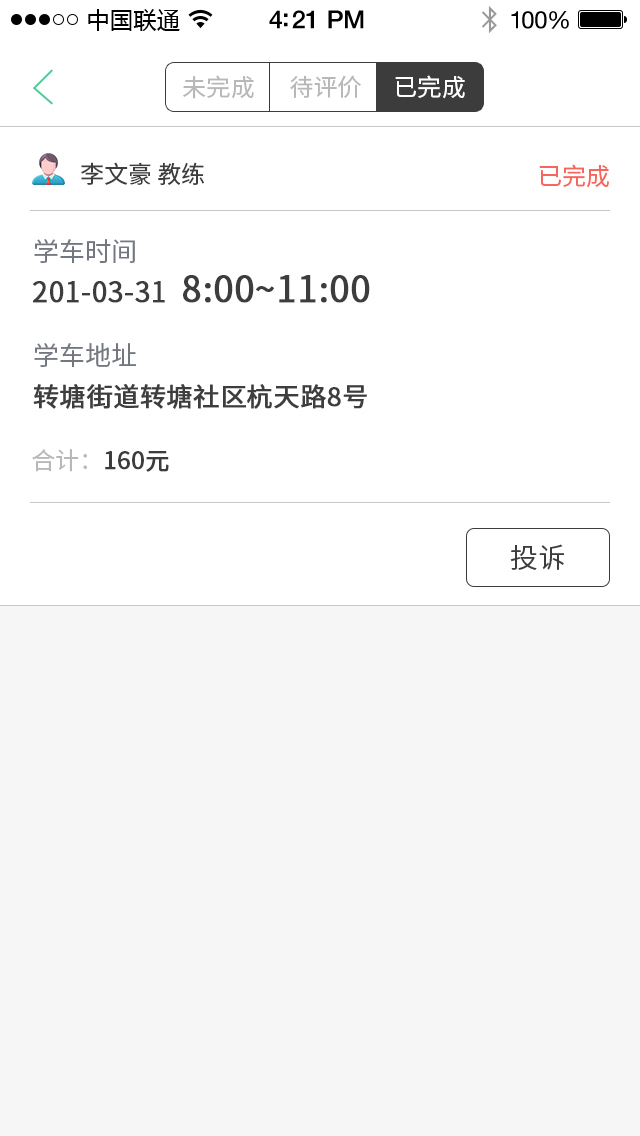 中国联通 4:21 PM 100%
未完成 待评价 已完成
李文豪 教练 已完成
学车时间
201-03-31 8:00~11:00
学车地址
转塘街道转塘社区杭天路8号
合计：160元
投诉